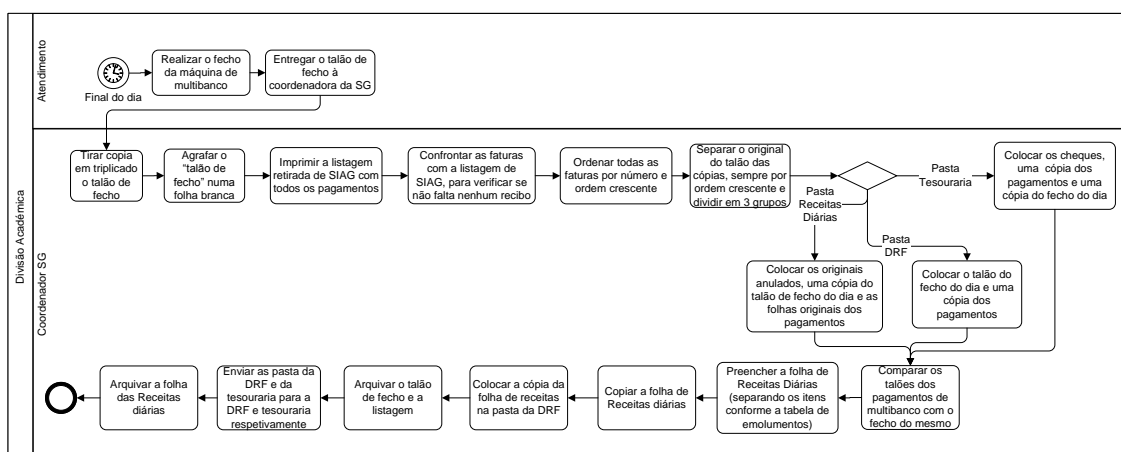 Divisão Académica
Atendimento
Final do dia
Realizar o fecho
da máquina de
multibanco
Entregar o talão de
fecho à
coordenadora da SG
Coordenador SG
Tirar copia
em triplicado
o talão de
fecho
Agrafar o
“talão de
fecho” numa
folha branca
Imprimir a listagem
retirada de SIAG com
todos os pagamentos
Confrontar as faturas
com a listagem de
SIAG, para verificar se
não falta nenhum recibo
Ordenar todas as
faturas por número e
ordem crescente
Separar o original
do talão das
cópias, sempre por
ordem crescente e
dividir em 3 grupos
Pasta
Tesouraria
Colocar os cheques,
uma cópia dos
pagamentos e uma
cópia do fecho do dia
Pasta
Receitas
Diárias
Pasta
DRF
Colocar os originais
anulados, uma cópia do
talão de fecho do dia e as
folhas originais dos
pagamentos
Colocar o talão do
fecho do dia e uma
cópia dos
pagamentos
Comparar os
talões dos
pagamentos de
multibanco com o
fecho do mesmo
Preencher a folha de
Receitas Diárias
(separando os itens
conforme a tabela de
emolumentos)
Copiar a folha de
Receitas diárias
Colocar a cópia da
folha de receitas
na pasta da DRF
Arquivar o talão
de fecho e a
listagem
Enviar as pasta da
DRF e da
tesouraria para a
DRF e tesouraria
respetivamente
Arquivar a folha
das Receitas
diárias